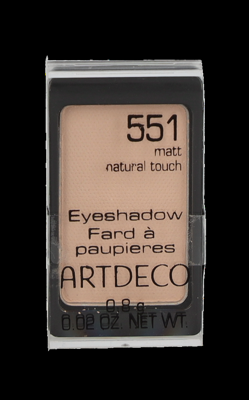 551
matt
natural touch
Eyeshadow
Fard à
paupieres
ARTDECO
0.8 g
0.02 OZ. NET WT.